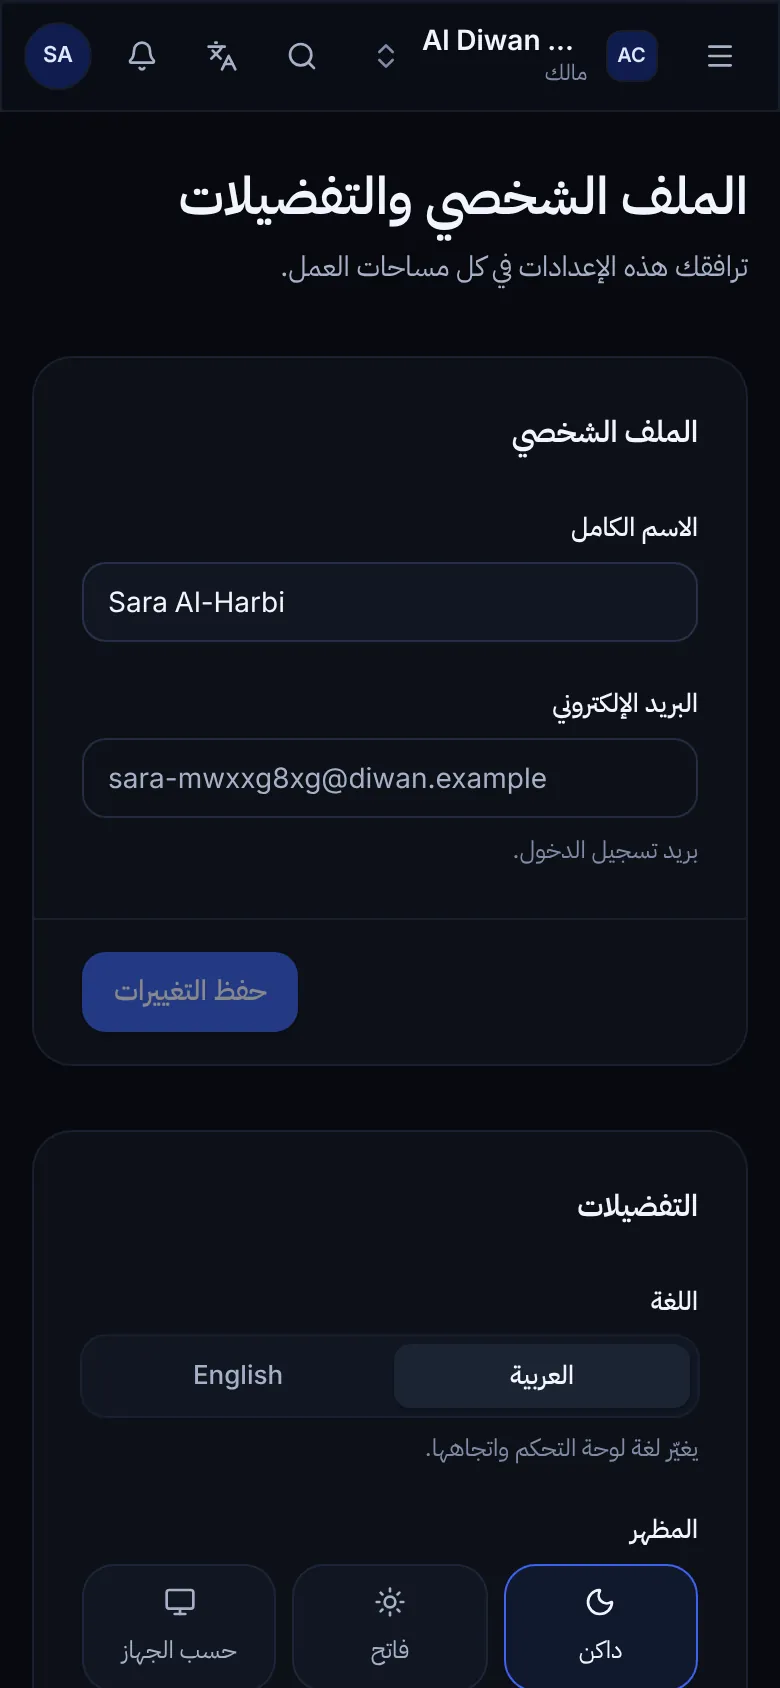 AC
Al Diwan ...
مالك
SA
الملف الشخصي والتفضيلات
ترافقك هذه الإعدادات في كل مساحات العمل.
الملف الشخصي
الاسم الكامل
Sara Al-Harbi
البريد الإلكتروني
sara-mwxxg8xg@diwan.example
بريد تسجيل الدخول.
حفظ التغييرات
التفضيلات
اللغة
العربية
English
يغيّر لغة لوحة التحكم واتجاهها.
المظهر
داكن
فاتح
حسب الجهاز